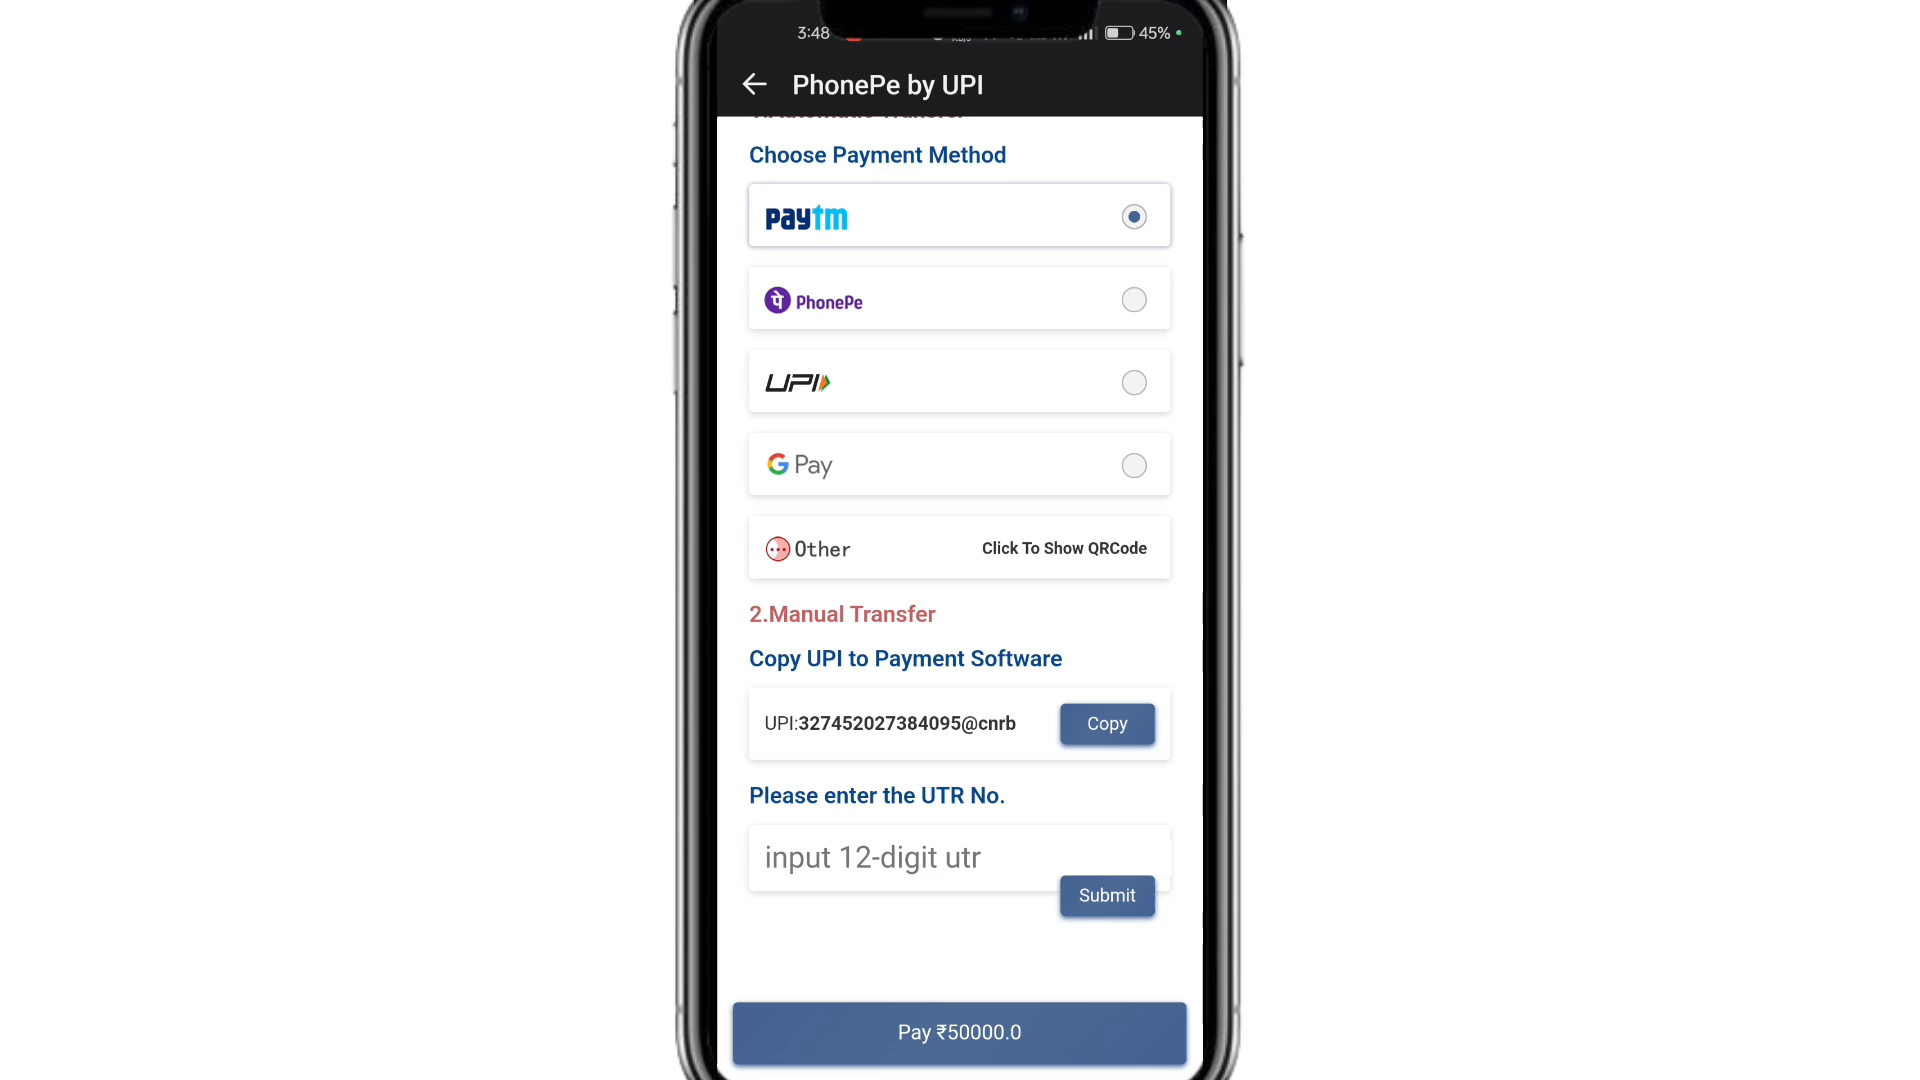 3:48
45%
PhonePe by UPI
Choose Payment Method
paytm
पे PhonePe
UPI
G Pay
Other Click To Show QRCode
2.Manual Transfer
Copy UPI to Payment Software
UPI:327452027384095@cnrb Copy
Please enter the UTR No.
input 12-digit utr
Submit
Pay ₹50000.0